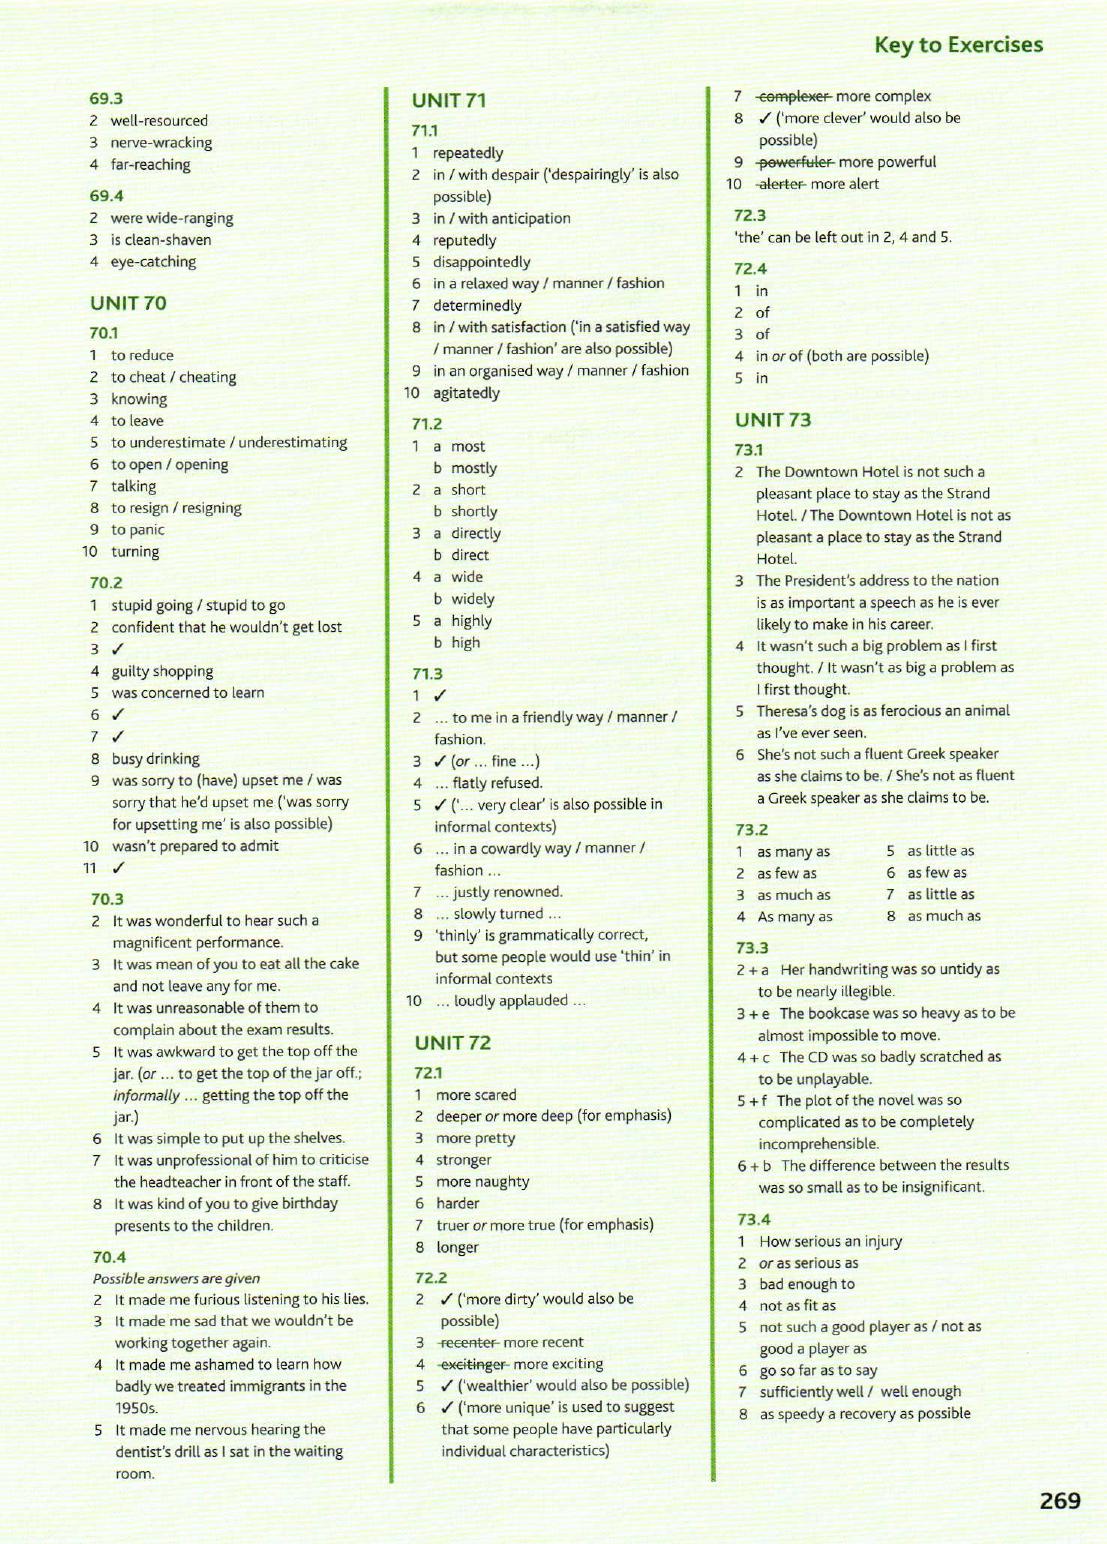 Key to Exercises
69.3
2 well-resourced
3 nerve-wracking
4 far-reaching
69.4
2 were wide-ranging
3 is clean-shaven
4 eye-catching
UNIT 70
70.1
1 to reduce
2 to cheat / cheating
3 knowing
4 to leave
5 to underestimate / underestimating
6 to open / opening
7 talking
8 to resign / resigning
9 to panic
10 turning
70.2
1 stupid going / stupid to go
2 confident that he wouldn't get lost
3 ✓
4 guilty shopping
5 was concerned to learn
6 ✓
7 ✓
8 busy drinking
9 was sorry to (have) upset me / was
sorry that he'd upset me ('was sorry
for upsetting me' is also possible)
10 wasn't prepared to admit
11 ✓
70.3
2 It was wonderful to hear such a
magnificent performance.
3 It was mean of you to eat all the cake
and not leave any for me.
4 It was unreasonable of them to
complain about the exam results.
5 It was awkward to get the top off the
jar. (or ... to get the top of the jar off.;
informally ... getting the top off the
jar.)
6 It was simple to put up the shelves.
7 It was unprofessional of him to criticise
the headteacher in front of the staff.
8 It was kind of you to give birthday
presents to the children.
70.4
Possible answers are given
2 It made me furious listening to his lies.
3 It made me sad that we wouldn't be
working together again.
4 It made me ashamed to learn how
badly we treated immigrants in the
1950s.
5 It made me nervous hearing the
dentist's drill as I sat in the waiting
room.
UNIT 71
71.1
1 repeatedly
2 in / with despair ('despairingly' is also
possible)
3 in / with anticipation
4 reputedly
5 disappointedly
6 in a relaxed way / manner / fashion
7 determinedly
8 in / with satisfaction ('in a satisfied way
/ manner / fashion' are also possible)
9 in an organised way / manner / fashion
10 agitatedly
71.2
1 a most
b mostly
2 a short
b shortly
3 a directly
b direct
4 a wide
b widely
5 a highly
b high
71.3
1 ✓
2 ... to me in a friendly way / manner /
fashion.
3 ✓ (or ... fine ...)
4 ... flatly refused.
5 ✓ ('... very clear' is also possible in
informal contexts)
6 ... in a cowardly way / manner /
fashion ...
7 ... justly renowned.
8 ... slowly turned ...
9 'thinly' is grammatically correct,
but some people would use 'thin' in
informal contexts
10 ... loudly applauded ...
UNIT 72
72.1
1 more scared
2 deeper or more deep (for emphasis)
3 more pretty
4 stronger
5 more naughty
6 harder
7 truer or more true (for emphasis)
8 longer
72.2
2 ✓ ('more dirty' would also be
possible)
3 recenter more recent
4 excitinger more exciting
5 ✓ ('wealthier' would also be possible)
6 ✓ ('more unique' is used to suggest
that some people have particularly
individual characteristics)
7 complexer more complex
8 ✓ ('more clever' would also be
possible)
9 powerfuler more powerful
10 alerter more alert
72.3
'the' can be left out in 2, 4 and 5.
72.4
1 in
2 of
3 of
4 in or of (both are possible)
5 in
UNIT 73
73.1
2 The Downtown Hotel is not such a
pleasant place to stay as the Strand
Hotel. / The Downtown Hotel is not as
pleasant a place to stay as the Strand
Hotel.
3 The President's address to the nation
is as important a speech as he is ever
likely to make in his career.
4 It wasn't such a big problem as I first
thought. / It wasn't as big a problem as
I first thought.
5 Theresa's dog is as ferocious an animal
as I've ever seen.
6 She's not such a fluent Greek speaker
as she claims to be. / She's not as fluent
a Greek speaker as she claims to be.
73.2
1 as many as 5 as little as
2 as few as 6 as few as
3 as much as 7 as little as
4 As many as 8 as much as
73.3
2 + a Her handwriting was so untidy as
to be nearly illegible.
3 + e The bookcase was so heavy as to be
almost impossible to move.
4 + c The CD was so badly scratched as
to be unplayable.
5 + f The plot of the novel was so
complicated as to be completely
incomprehensible.
6 + b The difference between the results
was so small as to be insignificant.
73.4
1 How serious an injury
2 or as serious as
3 bad enough to
4 not as fit as
5 not such a good player as / not as
good a player as
6 go so far as to say
7 sufficiently well / well enough
8 as speedy a recovery as possible
269